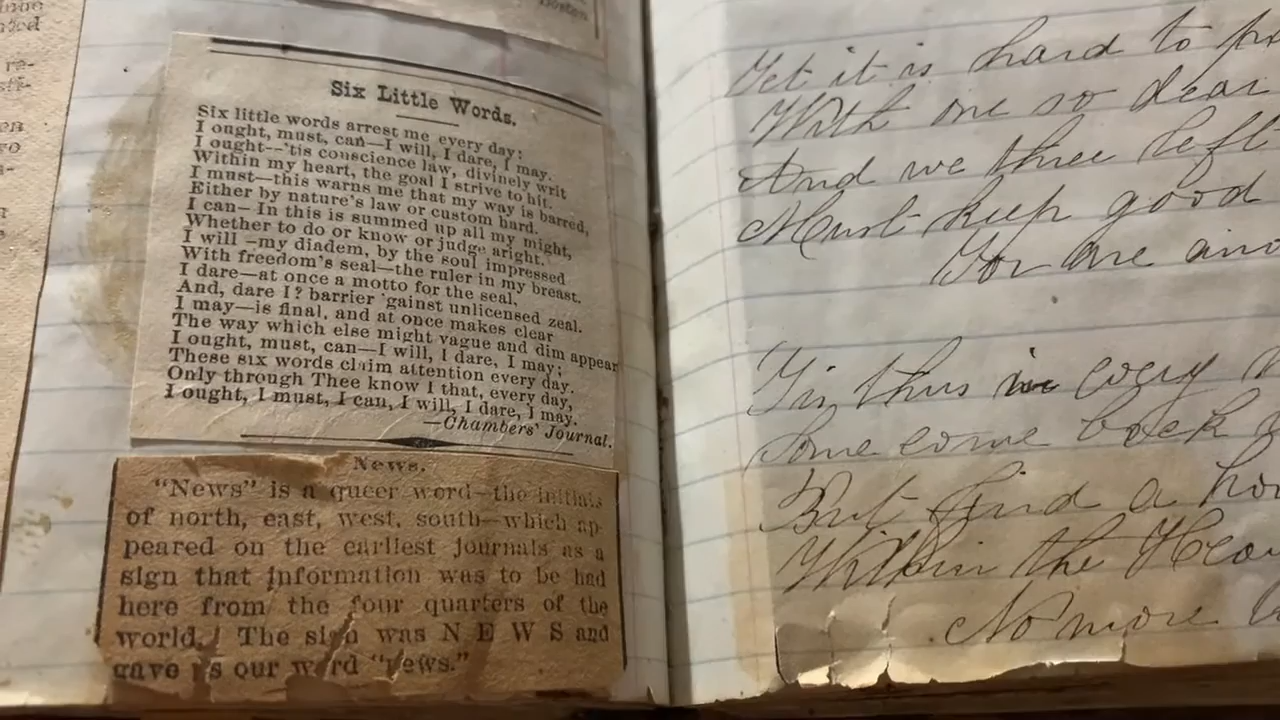 Boston
Six Little Words.
Six little words arrest me every day:
I ought, must, can—I will, I dare, I may.
I ought--'tis conscience law, divinely writ
Within my heart, the goal I strive to hit.
I must—this warns me that my way is barred,
Either by nature's law or custom hard.
I can- In this is summed up all my might,
Whether to do or know or judge aright.
I will -my diadem, by the soul impressed
With freedom's seal—the ruler in my breast.
I dare—at once a motto for the seal.
And, dare I? barrier 'gainst unlicensed zeal.
I may—is final, and at once makes clear
The way which else might vague and dim appear
I ought, must, can—I will, I dare, I may;
These six words claim attention every day.
Only through Thee know I that, every day,
I ought, I must, I can, I will, I dare, I may.
—Chambers' Journal.
News.
"News" is a queer word—the initials
of north, east, west, south—which ap
peared on the earliest journals as a
sign that information was to be had
here from the four quarters of the
world. The sign was N E W S and
gave us our word "news."
Yet it is hard to
With one so dear
And we three left
Must keep good
For one and
Tis thus in every
Some come back
But find a
Within the
No more